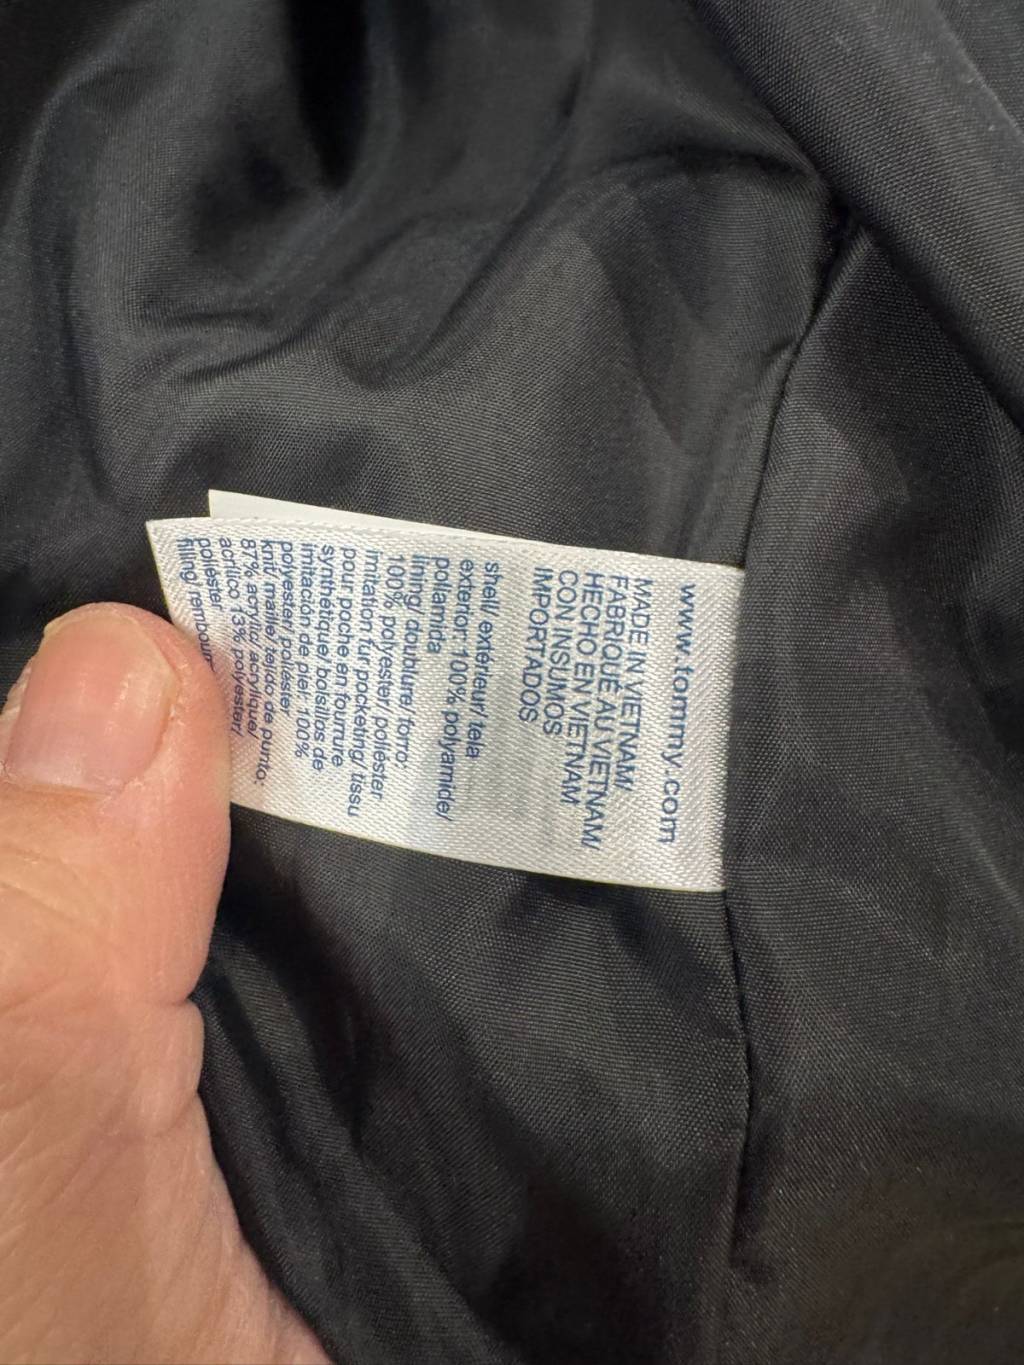 www.tommy.com
MADE IN VIETNAM/
FABRIQUÉ AU VIETNAM/
HECHO EN VIETNAM
CON INSUMOS
IMPORTADOS
shell/ extérieur/ tela
exterior: 100% polyamide/
poliamida
lining/ doublure/ forro:
100% polyester/ poliéster
imitation fur pocketing/ tissu
pour poche en fourrure
synthétique/ bolsillos de
imitación de piel: 100%
polyester/ poliéster
knit/ maille/ tejido de punto:
87% acrylic/ acrylique/
acrílico 13% polyester/
poliéster
filling/